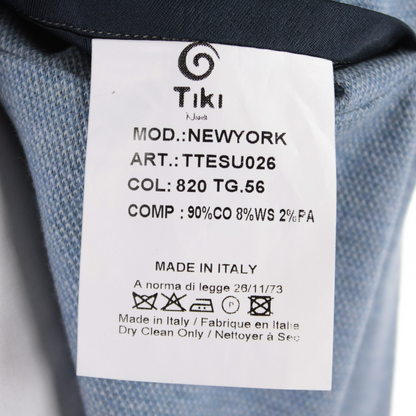 Tiki
MOD.:NEWYORK
ART.:TTESU026
COL: 820 TG.56
COMP : 90%CO 8%WS 2%PA
MADE IN ITALY
A norma di legge 26/11/73
P
Made in Italy / Fabrique en Italie
Dry Clean Only / Nettoyer à Sec